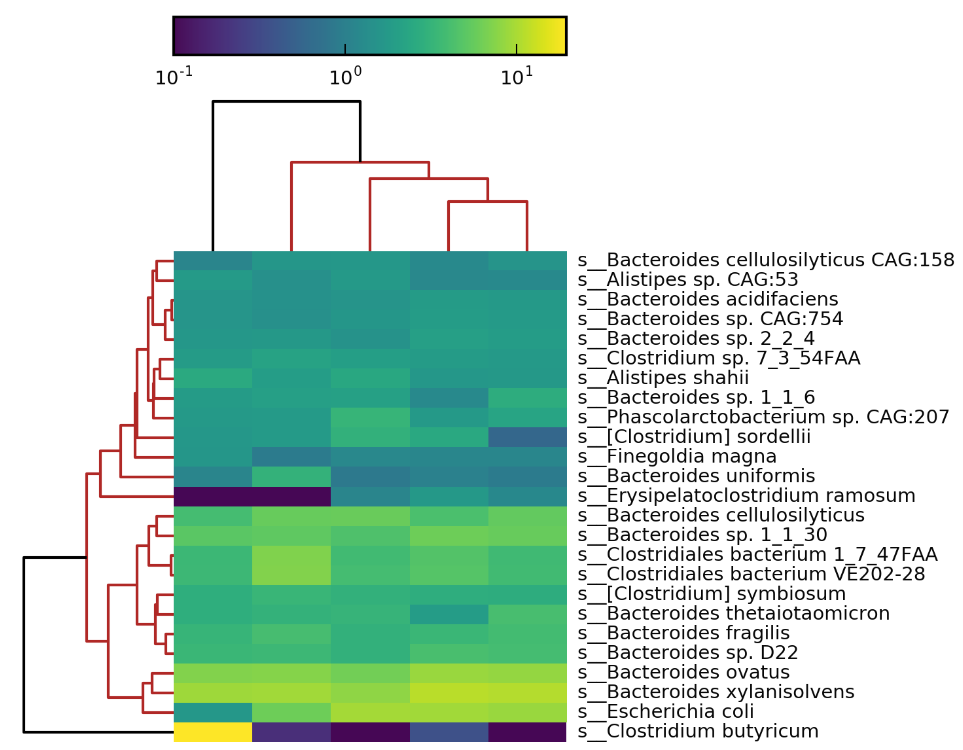 10^-1 10^0 10^1
s__Bacteroides cellulosilyticus CAG:158
s__Alistipes sp. CAG:53
s__Bacteroides acidifaciens
s__Bacteroides sp. CAG:754
s__Bacteroides sp. 2_2_4
s__Clostridium sp. 7_3_54FAA
s__Alistipes shahii
s__Bacteroides sp. 1_1_6
s__Phascolarctobacterium sp. CAG:207
s__[Clostridium] sordellii
s__Finegoldia magna
s__Bacteroides uniformis
s__Erysipelatoclostridium ramosum
s__Bacteroides cellulosilyticus
s__Bacteroides sp. 1_1_30
s__Clostridiales bacterium 1_7_47FAA
s__Clostridiales bacterium VE202-28
s__[Clostridium] symbiosum
s__Bacteroides thetaiotaomicron
s__Bacteroides fragilis
s__Bacteroides sp. D22
s__Bacteroides ovatus
s__Bacteroides xylanisolvens
s__Escherichia coli
s__Clostridium butyricum